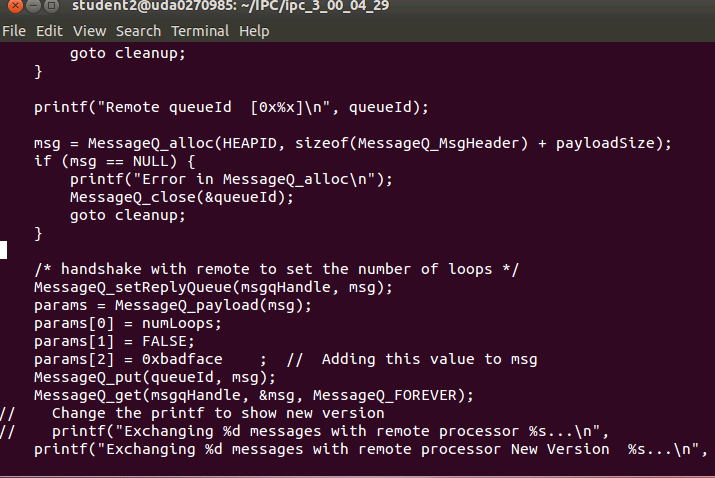 student2@uda0270985: ~/IPC/ipc_3_00_04_29
File Edit View Search Terminal Help
        goto cleanup;
    }

    printf("Remote queueId  [0x%x]\n", queueId);

    msg = MessageQ_alloc(HEAPID, sizeof(MessageQ_MsgHeader) + payloadSize);
    if (msg == NULL) {
        printf("Error in MessageQ_alloc\n");
        MessageQ_close(&queueId);
        goto cleanup;
    }

    /* handshake with remote to set the number of loops */
    MessageQ_setReplyQueue(msgqHandle, msg);
    params = MessageQ_payload(msg);
    params[0] = numLoops;
    params[1] = FALSE;
    params[2] = 0xbadface    ;  //  Adding this value to msg
    MessageQ_put(queueId, msg);
    MessageQ_get(msgqHandle, &msg, MessageQ_FOREVER);
//    Change the printf to show new version
//    printf("Exchanging %d messages with remote processor %s...\n",
    printf("Exchanging %d messages with remote processor New Version  %s...\n",